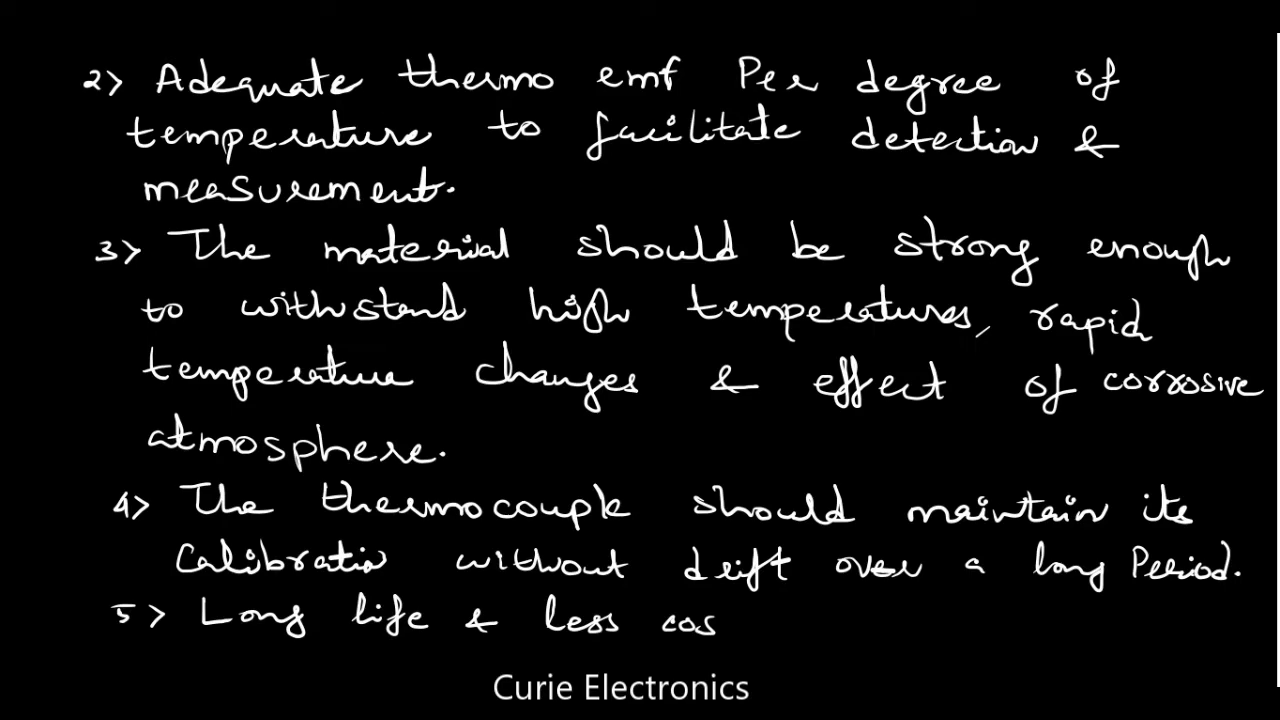 2> Adequate thermo emf Per degree of
temperature to facilitate detection &
measurement.
3> The material should be strong enough
to withstand high temperatures, rapid
temperature changes & effect of corrosive
atmosphere.
4> The thermocouple should maintain its
Calibratio without drift over a long Period.
5> Long life & less cos
Curie Electronics